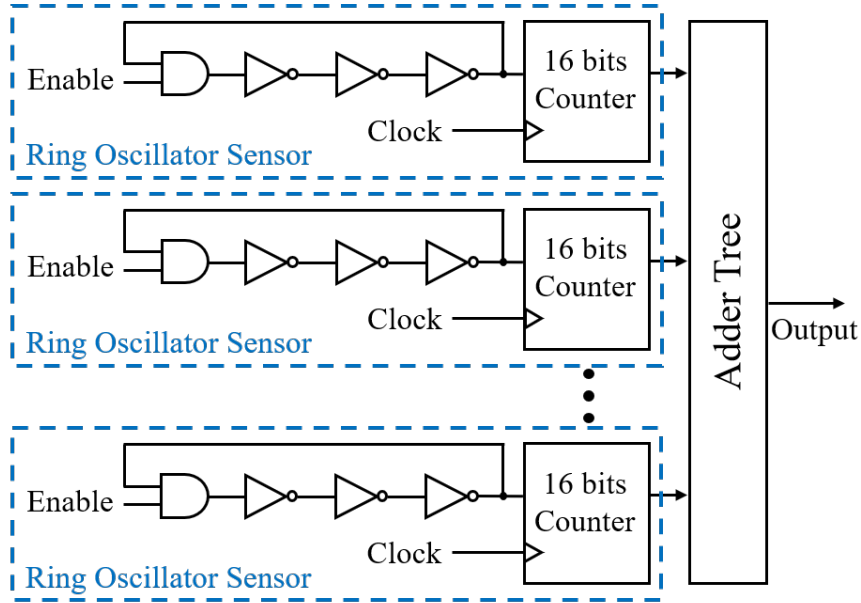 Enable
16 bits
Counter
Clock
Ring Oscillator Sensor
Enable
16 bits
Counter
Clock
Ring Oscillator Sensor
Enable
16 bits
Counter
Clock
Ring Oscillator Sensor
Adder Tree
Output